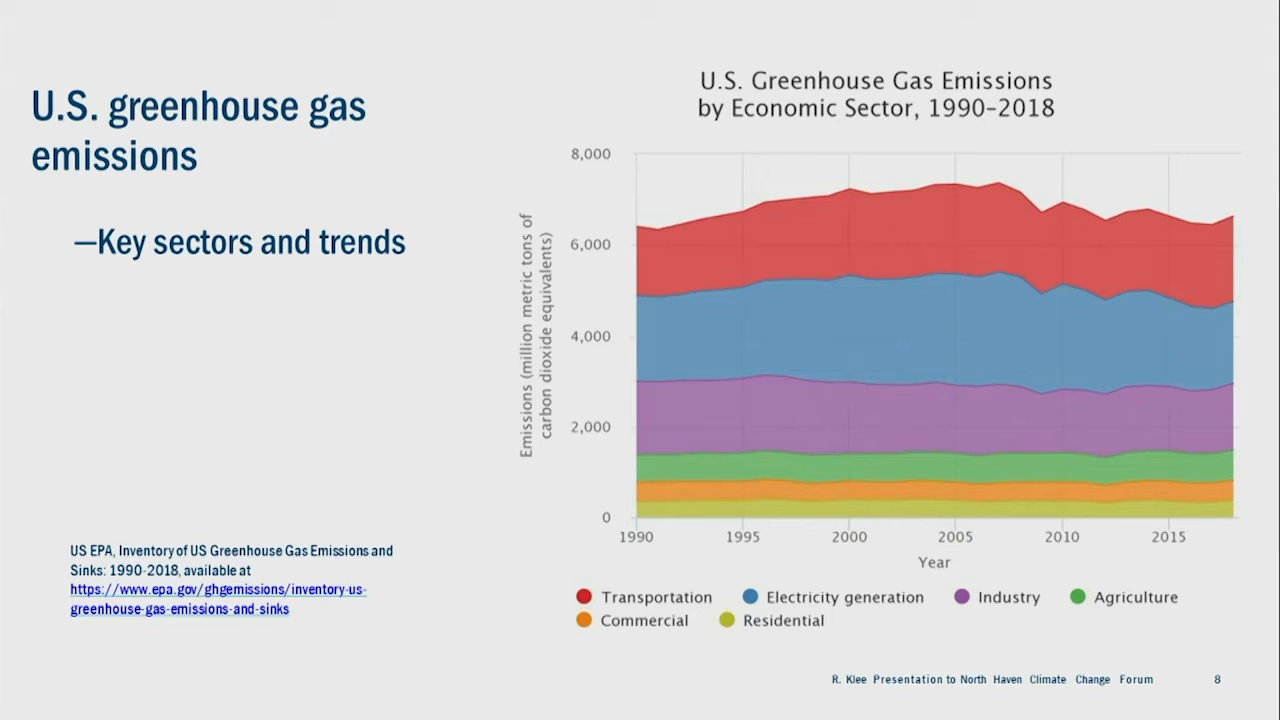 U.S. greenhouse gas
emissions
—Key sectors and trends
US EPA, Inventory of US Greenhouse Gas Emissions and
Sinks: 1990-2018, available at
https://www.epa.gov/ghgemissions/inventory-us-
greenhouse-gas-emissions-and-sinks
U.S. Greenhouse Gas Emissions
by Economic Sector, 1990–2018
Emissions (million metric tons of
carbon dioxide equivalents)
8,000
6,000
4,000
2,000
0
1990 1995 2000 2005 2010 2015
Year
Transportation Electricity generation Industry Agriculture
Commercial Residential
R. Klee Presentation to North Haven Climate Change Forum 8